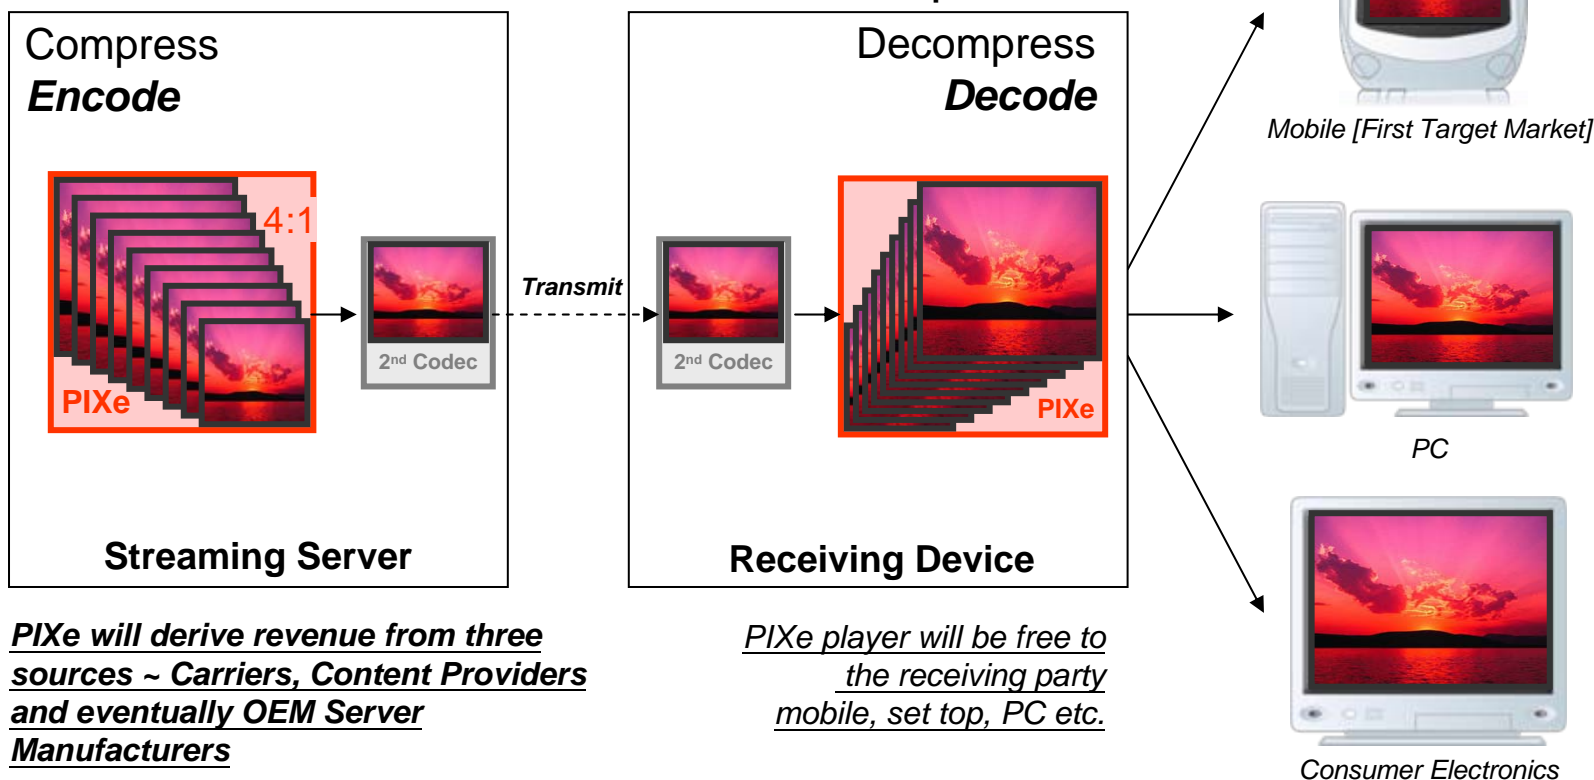 Compress
Encode
4:1
PIXe
2nd Codec
Streaming Server
Transmit
Decompress
Decode
2nd Codec
PIXe
Receiving Device
Mobile [First Target Market]
PC
Consumer Electronics
PIXe will derive revenue from three
sources ~ Carriers, Content Providers
and eventually OEM Server
Manufacturers
PIXe player will be free to
the receiving party
mobile, set top, PC etc.